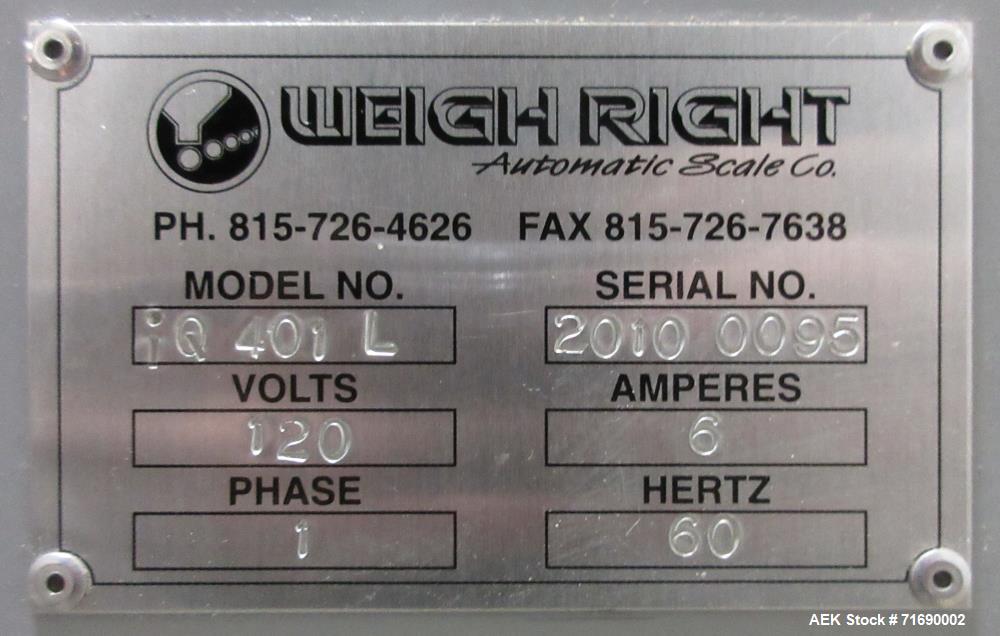 WEIGH RIGHT
Automatic Scale Co.
PH. 815-726-4626 FAX 815-726-7638
MODEL NO. SERIAL NO.
iQ 401 L 2010 0095
VOLTS AMPERES
120 6
PHASE HERTZ
1 60
AEK Stock # 71690002